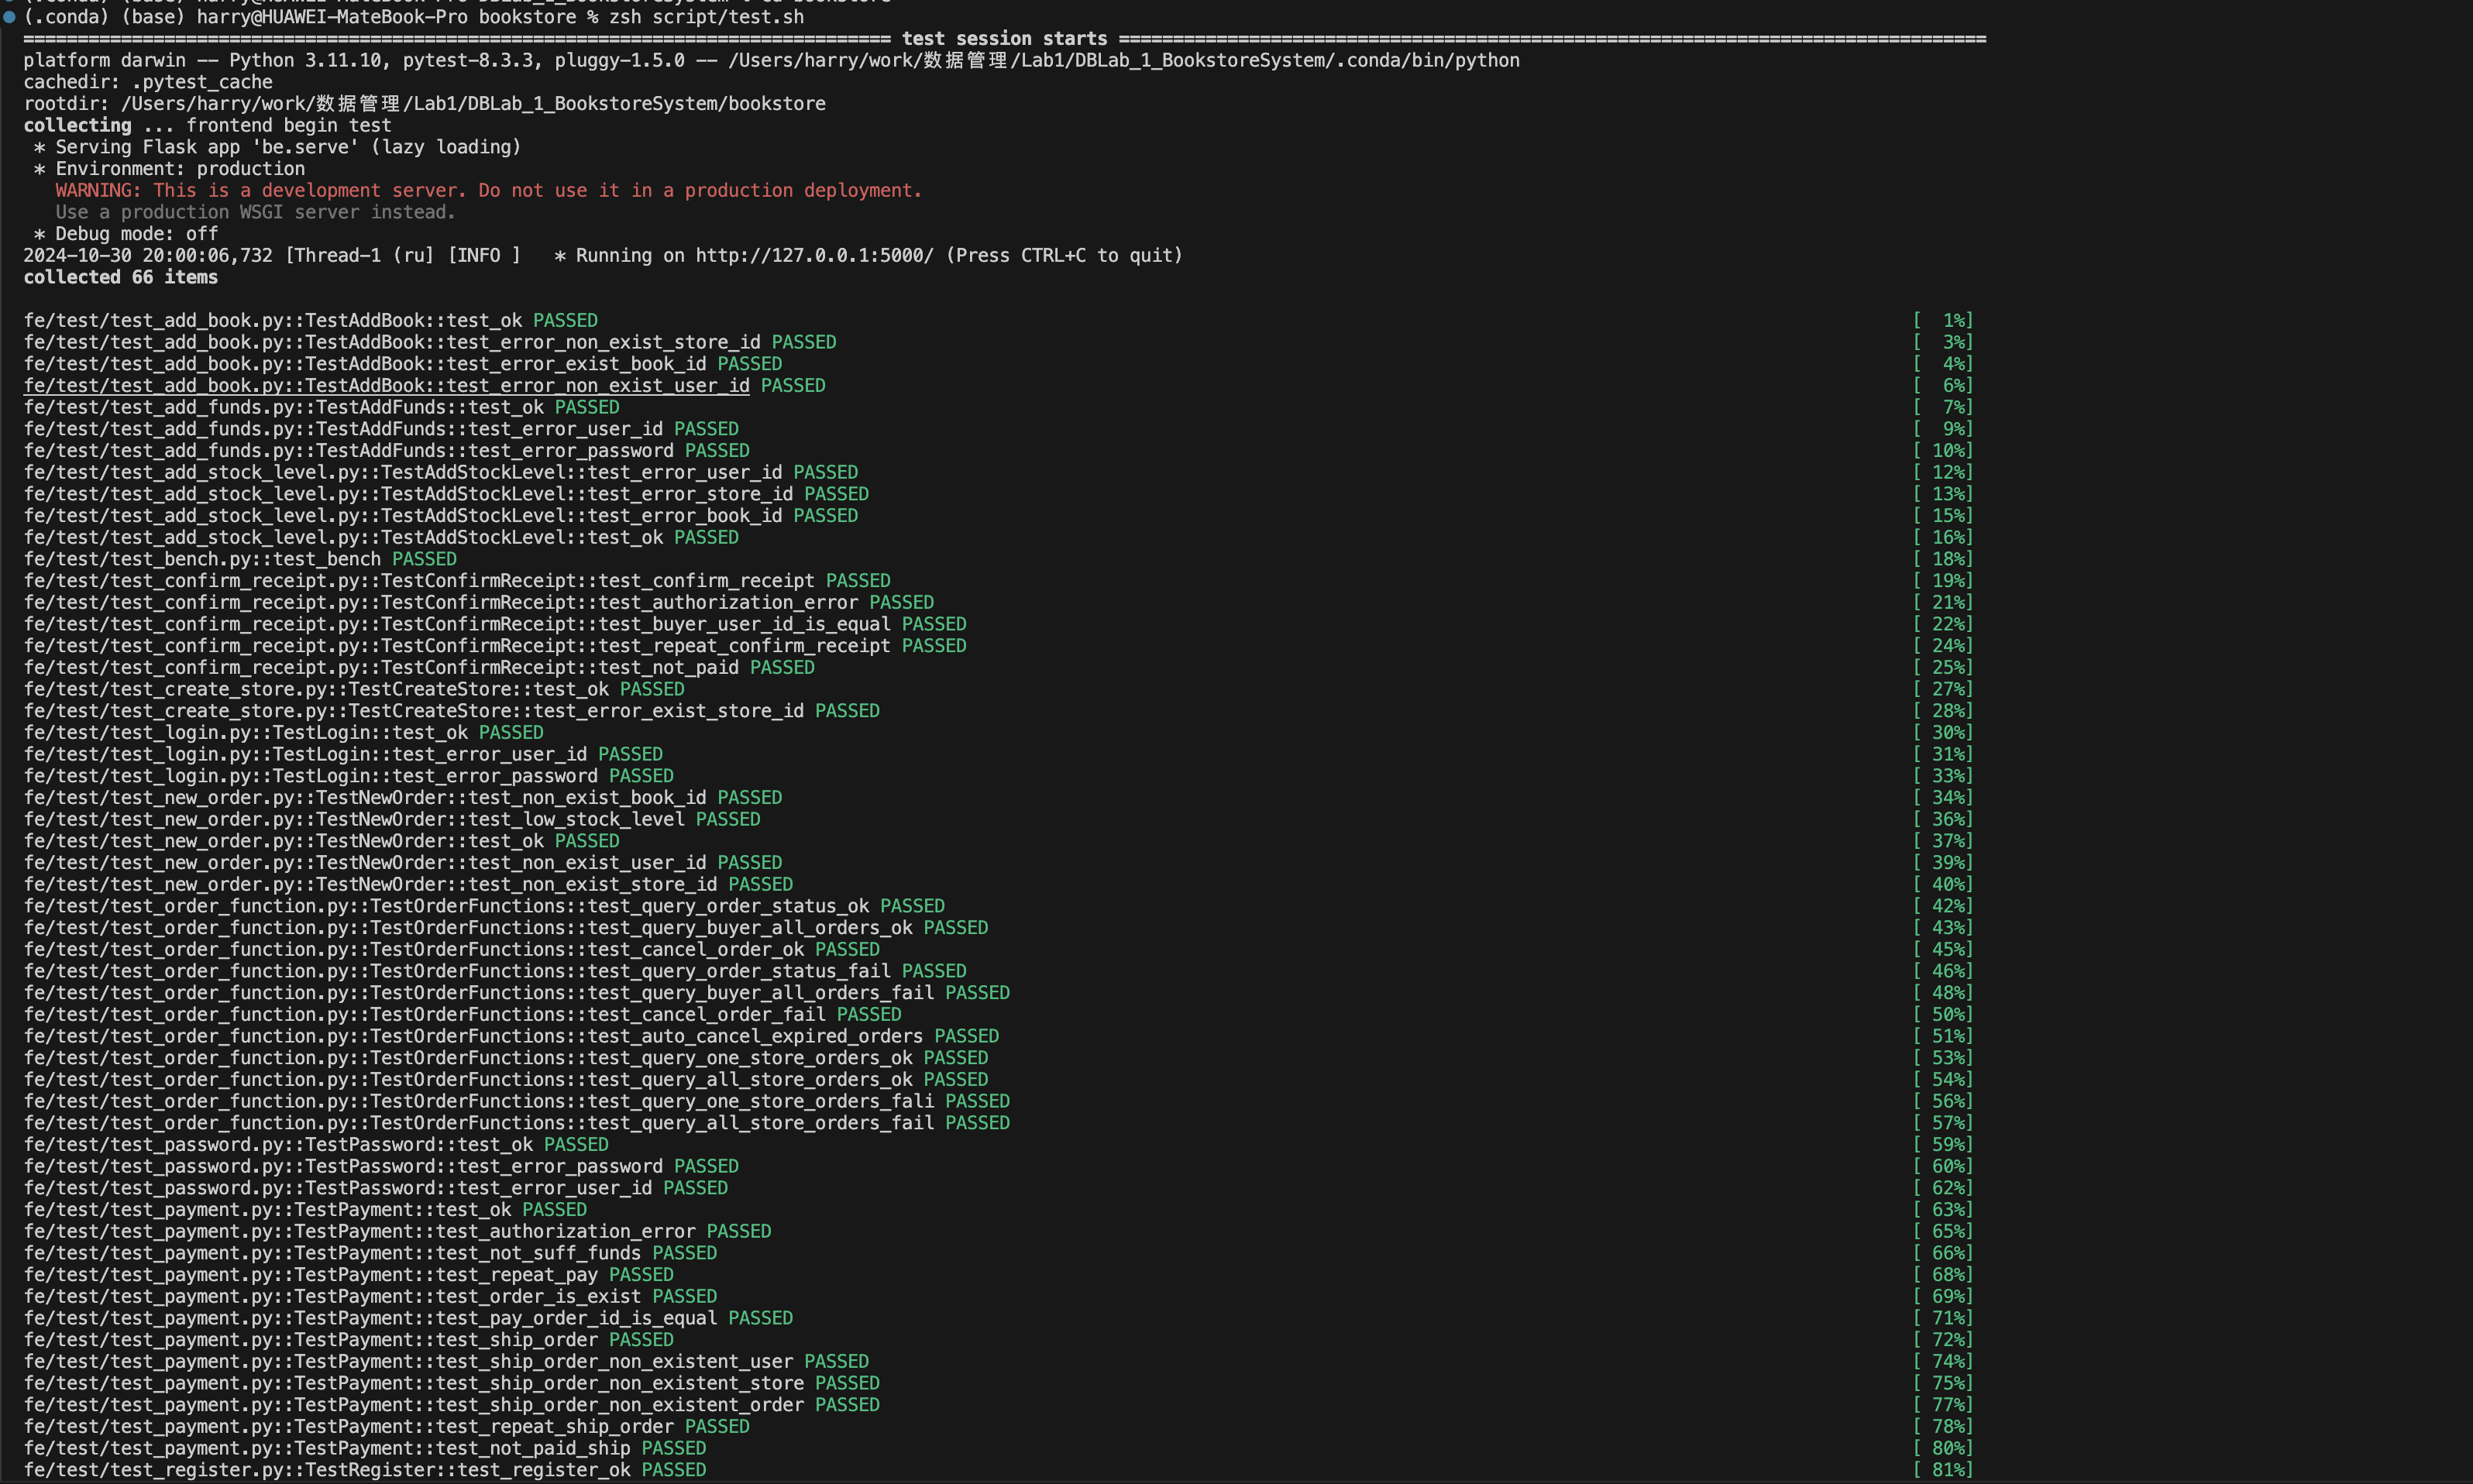 (.conda) (base) harry@HUAWEI-MateBook-Pro DBLab_1_BookstoreSystem % cd bookstore
(.conda) (base) harry@HUAWEI-MateBook-Pro bookstore % zsh script/test.sh
================================================================================ test session starts ================================================================================
platform darwin -- Python 3.11.10, pytest-8.3.3, pluggy-1.5.0 -- /Users/harry/work/数据管理/Lab1/DBLab_1_BookstoreSystem/.conda/bin/python
cachedir: .pytest_cache
rootdir: /Users/harry/work/数据管理/Lab1/DBLab_1_BookstoreSystem/bookstore
collecting ... frontend begin test
 * Serving Flask app 'be.serve' (lazy loading)
 * Environment: production
   WARNING: This is a development server. Do not use it in a production deployment.
   Use a production WSGI server instead.
 * Debug mode: off
2024-10-30 20:00:06,732 [Thread-1 (ru] [INFO ]   * Running on http://127.0.0.1:5000/ (Press CTRL+C to quit)
collected 66 items
fe/test/test_add_book.py::TestAddBook::test_ok PASSED [  1%]
fe/test/test_add_book.py::TestAddBook::test_error_non_exist_store_id PASSED [  3%]
fe/test/test_add_book.py::TestAddBook::test_error_exist_book_id PASSED [  4%]
fe/test/test_add_book.py::TestAddBook::test_error_non_exist_user_id PASSED [  6%]
fe/test/test_add_funds.py::TestAddFunds::test_ok PASSED [  7%]
fe/test/test_add_funds.py::TestAddFunds::test_error_user_id PASSED [  9%]
fe/test/test_add_funds.py::TestAddFunds::test_error_password PASSED [ 10%]
fe/test/test_add_stock_level.py::TestAddStockLevel::test_error_user_id PASSED [ 12%]
fe/test/test_add_stock_level.py::TestAddStockLevel::test_error_store_id PASSED [ 13%]
fe/test/test_add_stock_level.py::TestAddStockLevel::test_error_book_id PASSED [ 15%]
fe/test/test_add_stock_level.py::TestAddStockLevel::test_ok PASSED [ 16%]
fe/test/test_bench.py::test_bench PASSED [ 18%]
fe/test/test_confirm_receipt.py::TestConfirmReceipt::test_confirm_receipt PASSED [ 19%]
fe/test/test_confirm_receipt.py::TestConfirmReceipt::test_authorization_error PASSED [ 21%]
fe/test/test_confirm_receipt.py::TestConfirmReceipt::test_buyer_user_id_is_equal PASSED [ 22%]
fe/test/test_confirm_receipt.py::TestConfirmReceipt::test_repeat_confirm_receipt PASSED [ 24%]
fe/test/test_confirm_receipt.py::TestConfirmReceipt::test_not_paid PASSED [ 25%]
fe/test/test_create_store.py::TestCreateStore::test_ok PASSED [ 27%]
fe/test/test_create_store.py::TestCreateStore::test_error_exist_store_id PASSED [ 28%]
fe/test/test_login.py::TestLogin::test_ok PASSED [ 30%]
fe/test/test_login.py::TestLogin::test_error_user_id PASSED [ 31%]
fe/test/test_login.py::TestLogin::test_error_password PASSED [ 33%]
fe/test/test_new_order.py::TestNewOrder::test_non_exist_book_id PASSED [ 34%]
fe/test/test_new_order.py::TestNewOrder::test_low_stock_level PASSED [ 36%]
fe/test/test_new_order.py::TestNewOrder::test_ok PASSED [ 37%]
fe/test/test_new_order.py::TestNewOrder::test_non_exist_user_id PASSED [ 39%]
fe/test/test_new_order.py::TestNewOrder::test_non_exist_store_id PASSED [ 40%]
fe/test/test_order_function.py::TestOrderFunctions::test_query_order_status_ok PASSED [ 42%]
fe/test/test_order_function.py::TestOrderFunctions::test_query_buyer_all_orders_ok PASSED [ 43%]
fe/test/test_order_function.py::TestOrderFunctions::test_cancel_order_ok PASSED [ 45%]
fe/test/test_order_function.py::TestOrderFunctions::test_query_order_status_fail PASSED [ 46%]
fe/test/test_order_function.py::TestOrderFunctions::test_query_buyer_all_orders_fail PASSED [ 48%]
fe/test/test_order_function.py::TestOrderFunctions::test_cancel_order_fail PASSED [ 50%]
fe/test/test_order_function.py::TestOrderFunctions::test_auto_cancel_expired_orders PASSED [ 51%]
fe/test/test_order_function.py::TestOrderFunctions::test_query_one_store_orders_ok PASSED [ 53%]
fe/test/test_order_function.py::TestOrderFunctions::test_query_all_store_orders_ok PASSED [ 54%]
fe/test/test_order_function.py::TestOrderFunctions::test_query_one_store_orders_fali PASSED [ 56%]
fe/test/test_order_function.py::TestOrderFunctions::test_query_all_store_orders_fail PASSED [ 57%]
fe/test/test_password.py::TestPassword::test_ok PASSED [ 59%]
fe/test/test_password.py::TestPassword::test_error_password PASSED [ 60%]
fe/test/test_password.py::TestPassword::test_error_user_id PASSED [ 62%]
fe/test/test_payment.py::TestPayment::test_ok PASSED [ 63%]
fe/test/test_payment.py::TestPayment::test_authorization_error PASSED [ 65%]
fe/test/test_payment.py::TestPayment::test_not_suff_funds PASSED [ 66%]
fe/test/test_payment.py::TestPayment::test_repeat_pay PASSED [ 68%]
fe/test/test_payment.py::TestPayment::test_order_is_exist PASSED [ 69%]
fe/test/test_payment.py::TestPayment::test_pay_order_id_is_equal PASSED [ 71%]
fe/test/test_payment.py::TestPayment::test_ship_order PASSED [ 72%]
fe/test/test_payment.py::TestPayment::test_ship_order_non_existent_user PASSED [ 74%]
fe/test/test_payment.py::TestPayment::test_ship_order_non_existent_store PASSED [ 75%]
fe/test/test_payment.py::TestPayment::test_ship_order_non_existent_order PASSED [ 77%]
fe/test/test_payment.py::TestPayment::test_repeat_ship_order PASSED [ 78%]
fe/test/test_payment.py::TestPayment::test_not_paid_ship PASSED [ 80%]
fe/test/test_register.py::TestRegister::test_register_ok PASSED [ 81%]